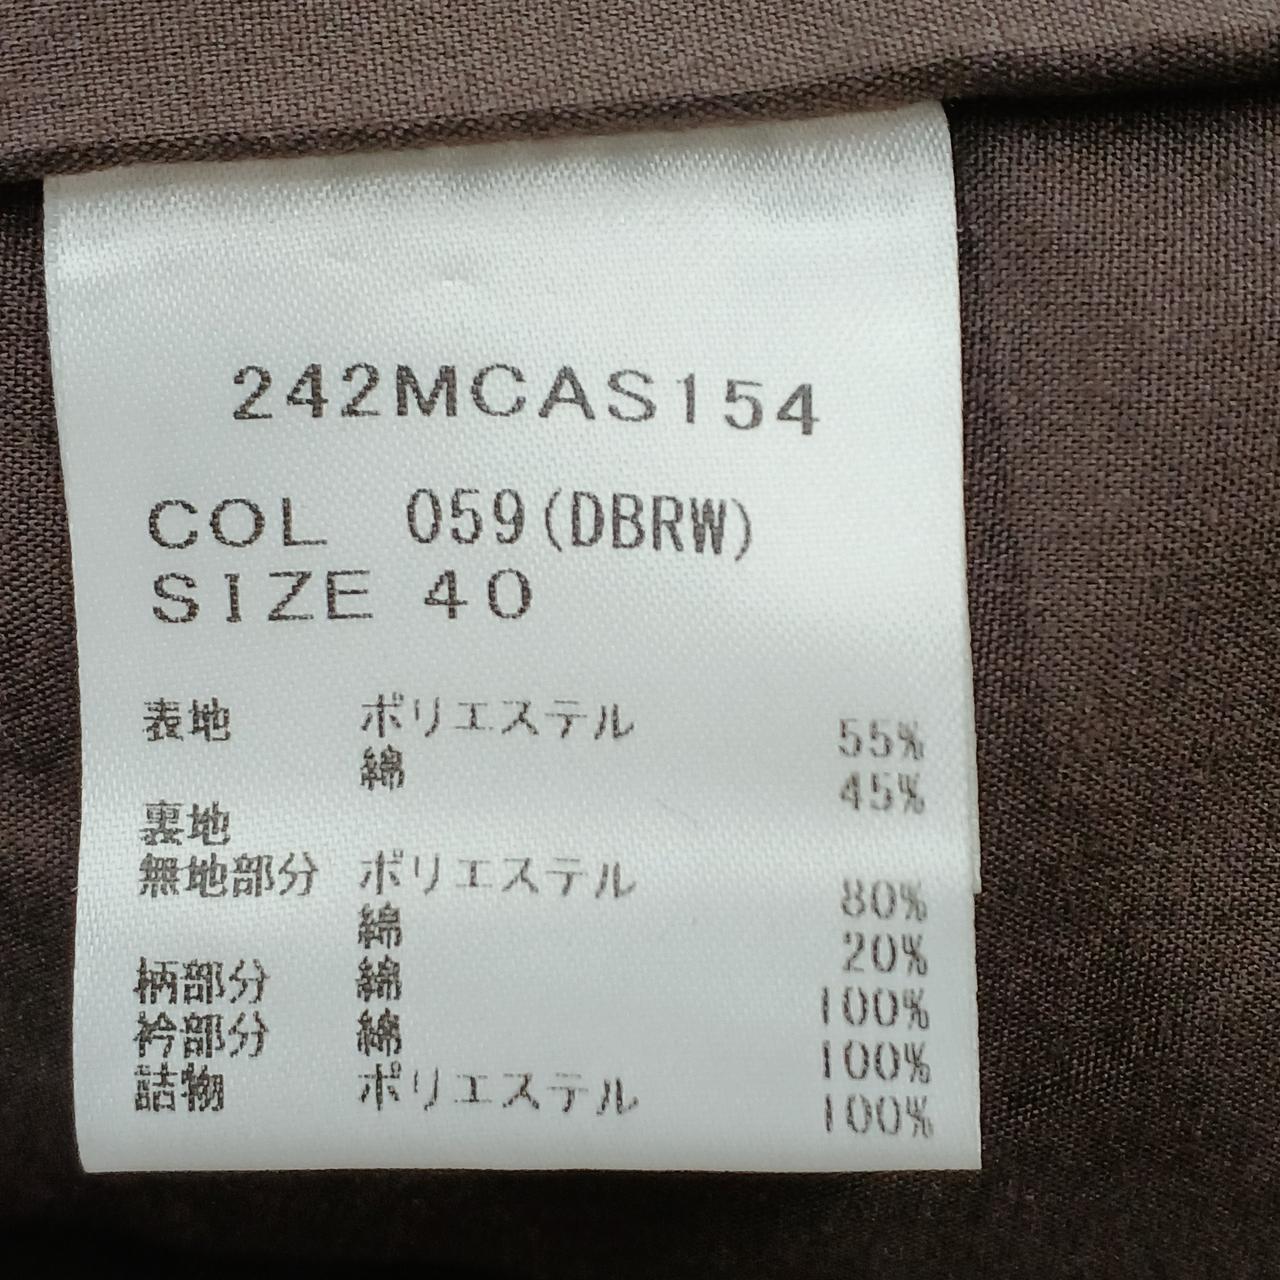 242MCAS154
COL 059(DBRW)
SIZE 40
表地 ポリエステル 55%
綿 45%
裏地
無地部分 ポリエステル 80%
綿 20%
柄部分 綿 100%
衿部分 綿 100%
詰物 ポリエステル 100%